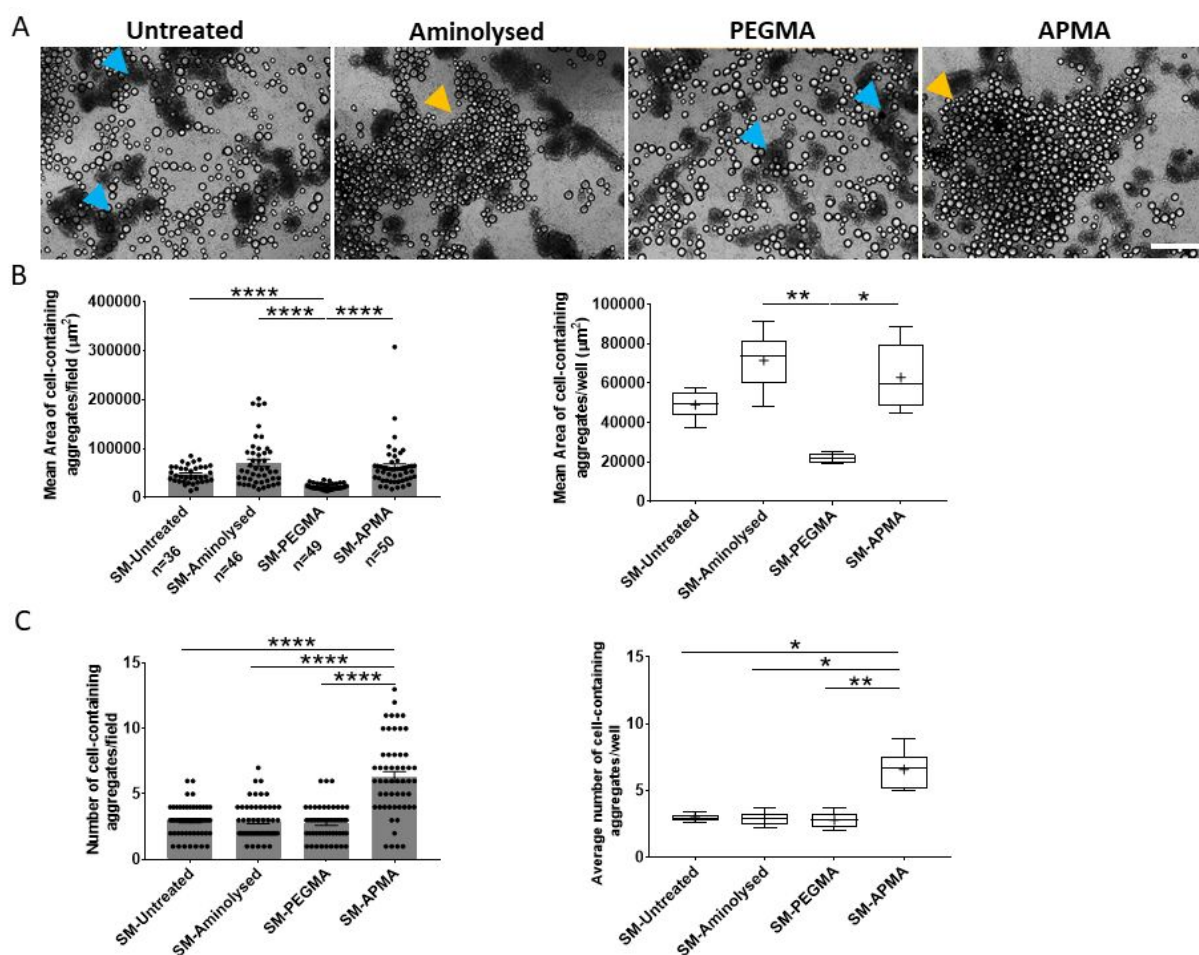 A
Untreated
Aminolysed
PEGMA
APMA
B
Mean Area of cell-containing
aggregates/field (µm²)
400000
300000
200000
100000
0
****
**** ****
SM-Untreated
n=36
SM-Aminolysed
n=46
SM-PEGMA
n=49
SM-APMA
n=50
Mean Area of cell-containing
aggregates/well (µm²)
100000
80000
60000
40000
20000
0
** *
SM-Untreated
SM-Aminolysed
SM-PEGMA
SM-APMA
C
Number of cell-containing
aggregates/field
15
10
5
0
****
****
****
SM-Untreated
SM-Aminolysed
SM-PEGMA
SM-APMA
Average number of cell-containing
aggregates/well
15
10
5
0
*
*
**
SM-Untreated
SM-Aminolysed
SM-PEGMA
SM-APMA